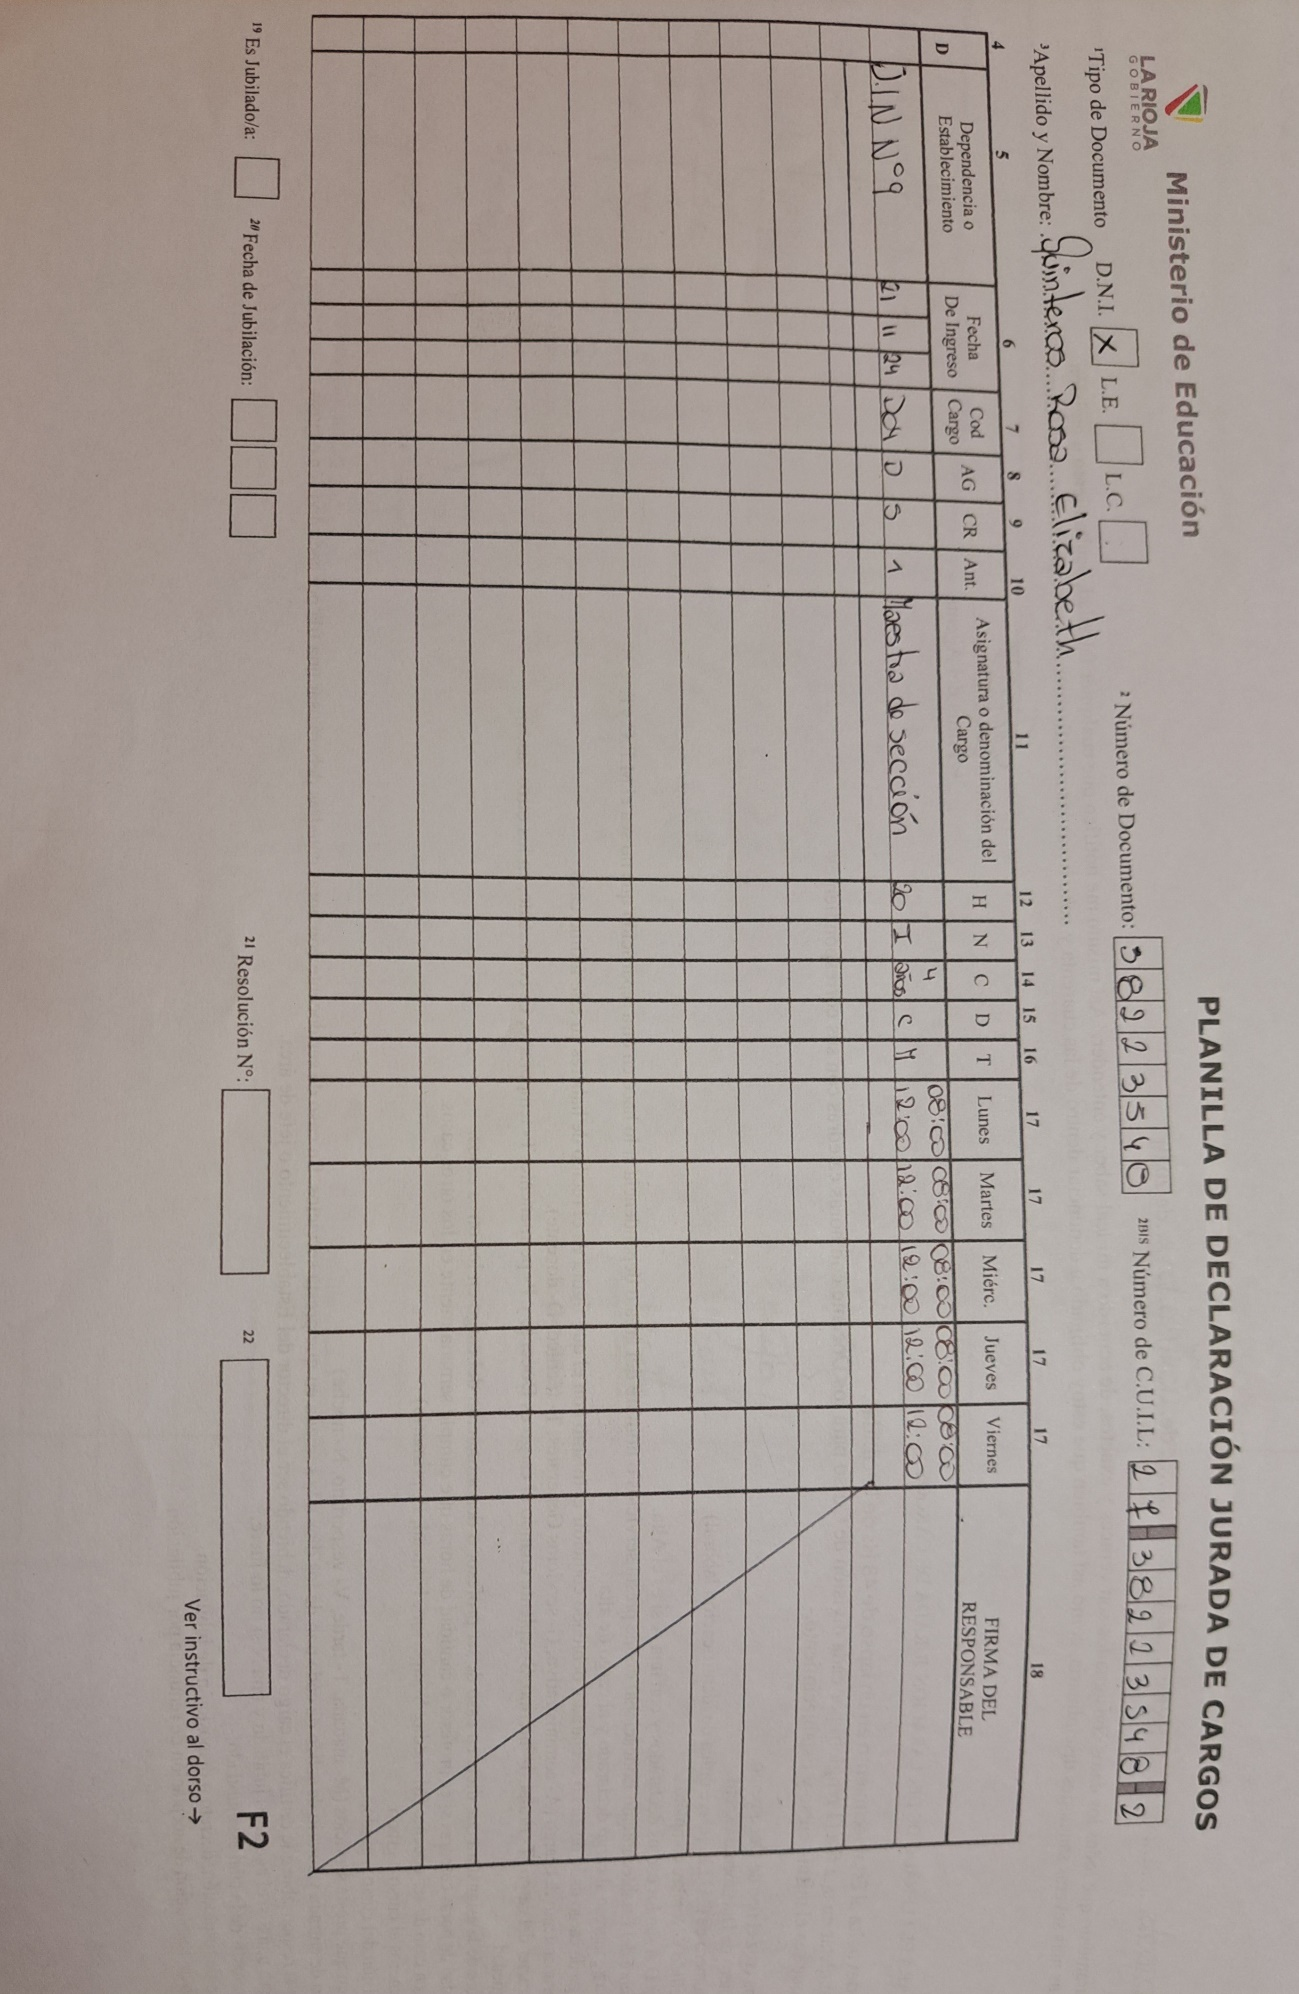 LA RIOJA
GOBIERNO
Ministerio de Educación
PLANILLA DE DECLARACIÓN JURADA DE CARGOS
¹Tipo de Documento D.N.I. X L.E. L.C. ² Número de Documento: 38223540 ²ᴮᴵˢ Número de C.U.I.L: 27 38223540 2
³Apellido y Nombre: Quinteros Rosa Elizabeth
4 5 6 7 8 9 10 11 12 13 14 15 16 17 17 17 17 17 18
D Dependencia o Establecimiento Fecha De Ingreso Cod Cargo AG CR Ant. Asignatura o denominación del Cargo H N C D T Lunes Martes Miérc. Jueves Viernes FIRMA DEL RESPONSABLE
4 08:00 08:00 08:00 08:00 08:00
J.I.N N°9 21 11 24 D S 1 Maestra de sección 20 I años C M 12:00 12:00 12:00 12:00 12:00
¹⁹ Es Jubilado/a: ²⁰ Fecha de Jubilación: ²¹ Resolución N°: 22 F2
Ver instructivo al dorso →